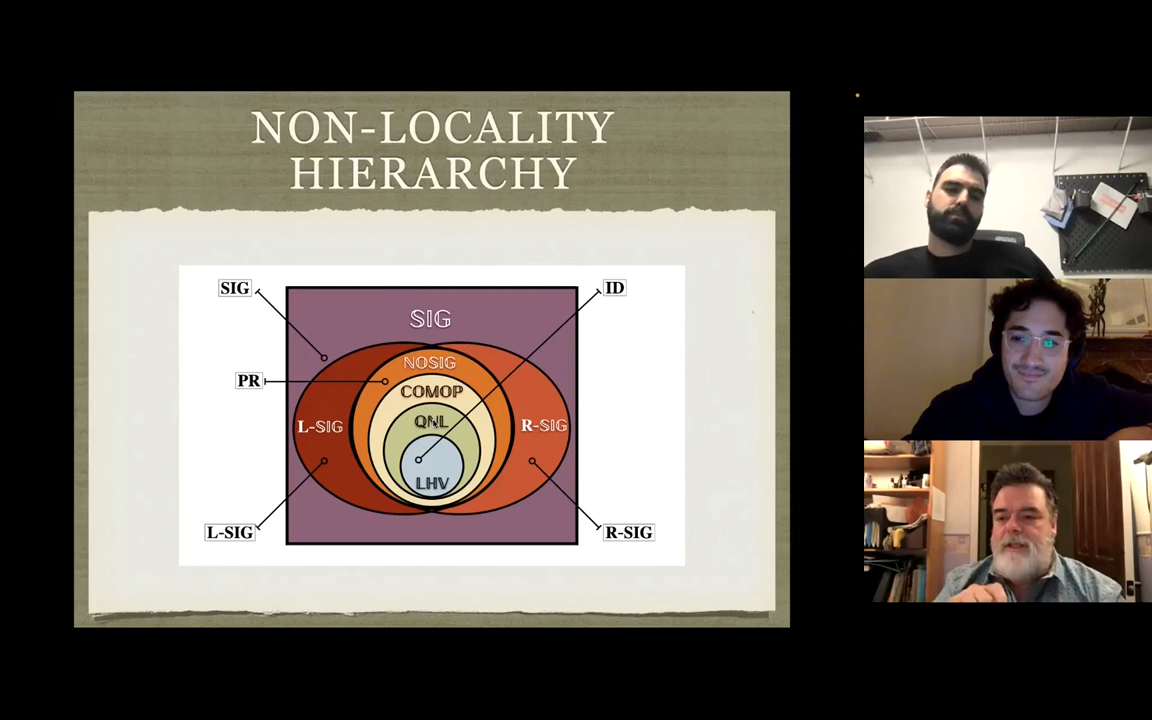 NON-LOCALITY
HIERARCHY
SIG
ID
SIG
NOSIG
PR
COMOP
QNL
L-SIG
R-SIG
LHV
L-SIG
R-SIG